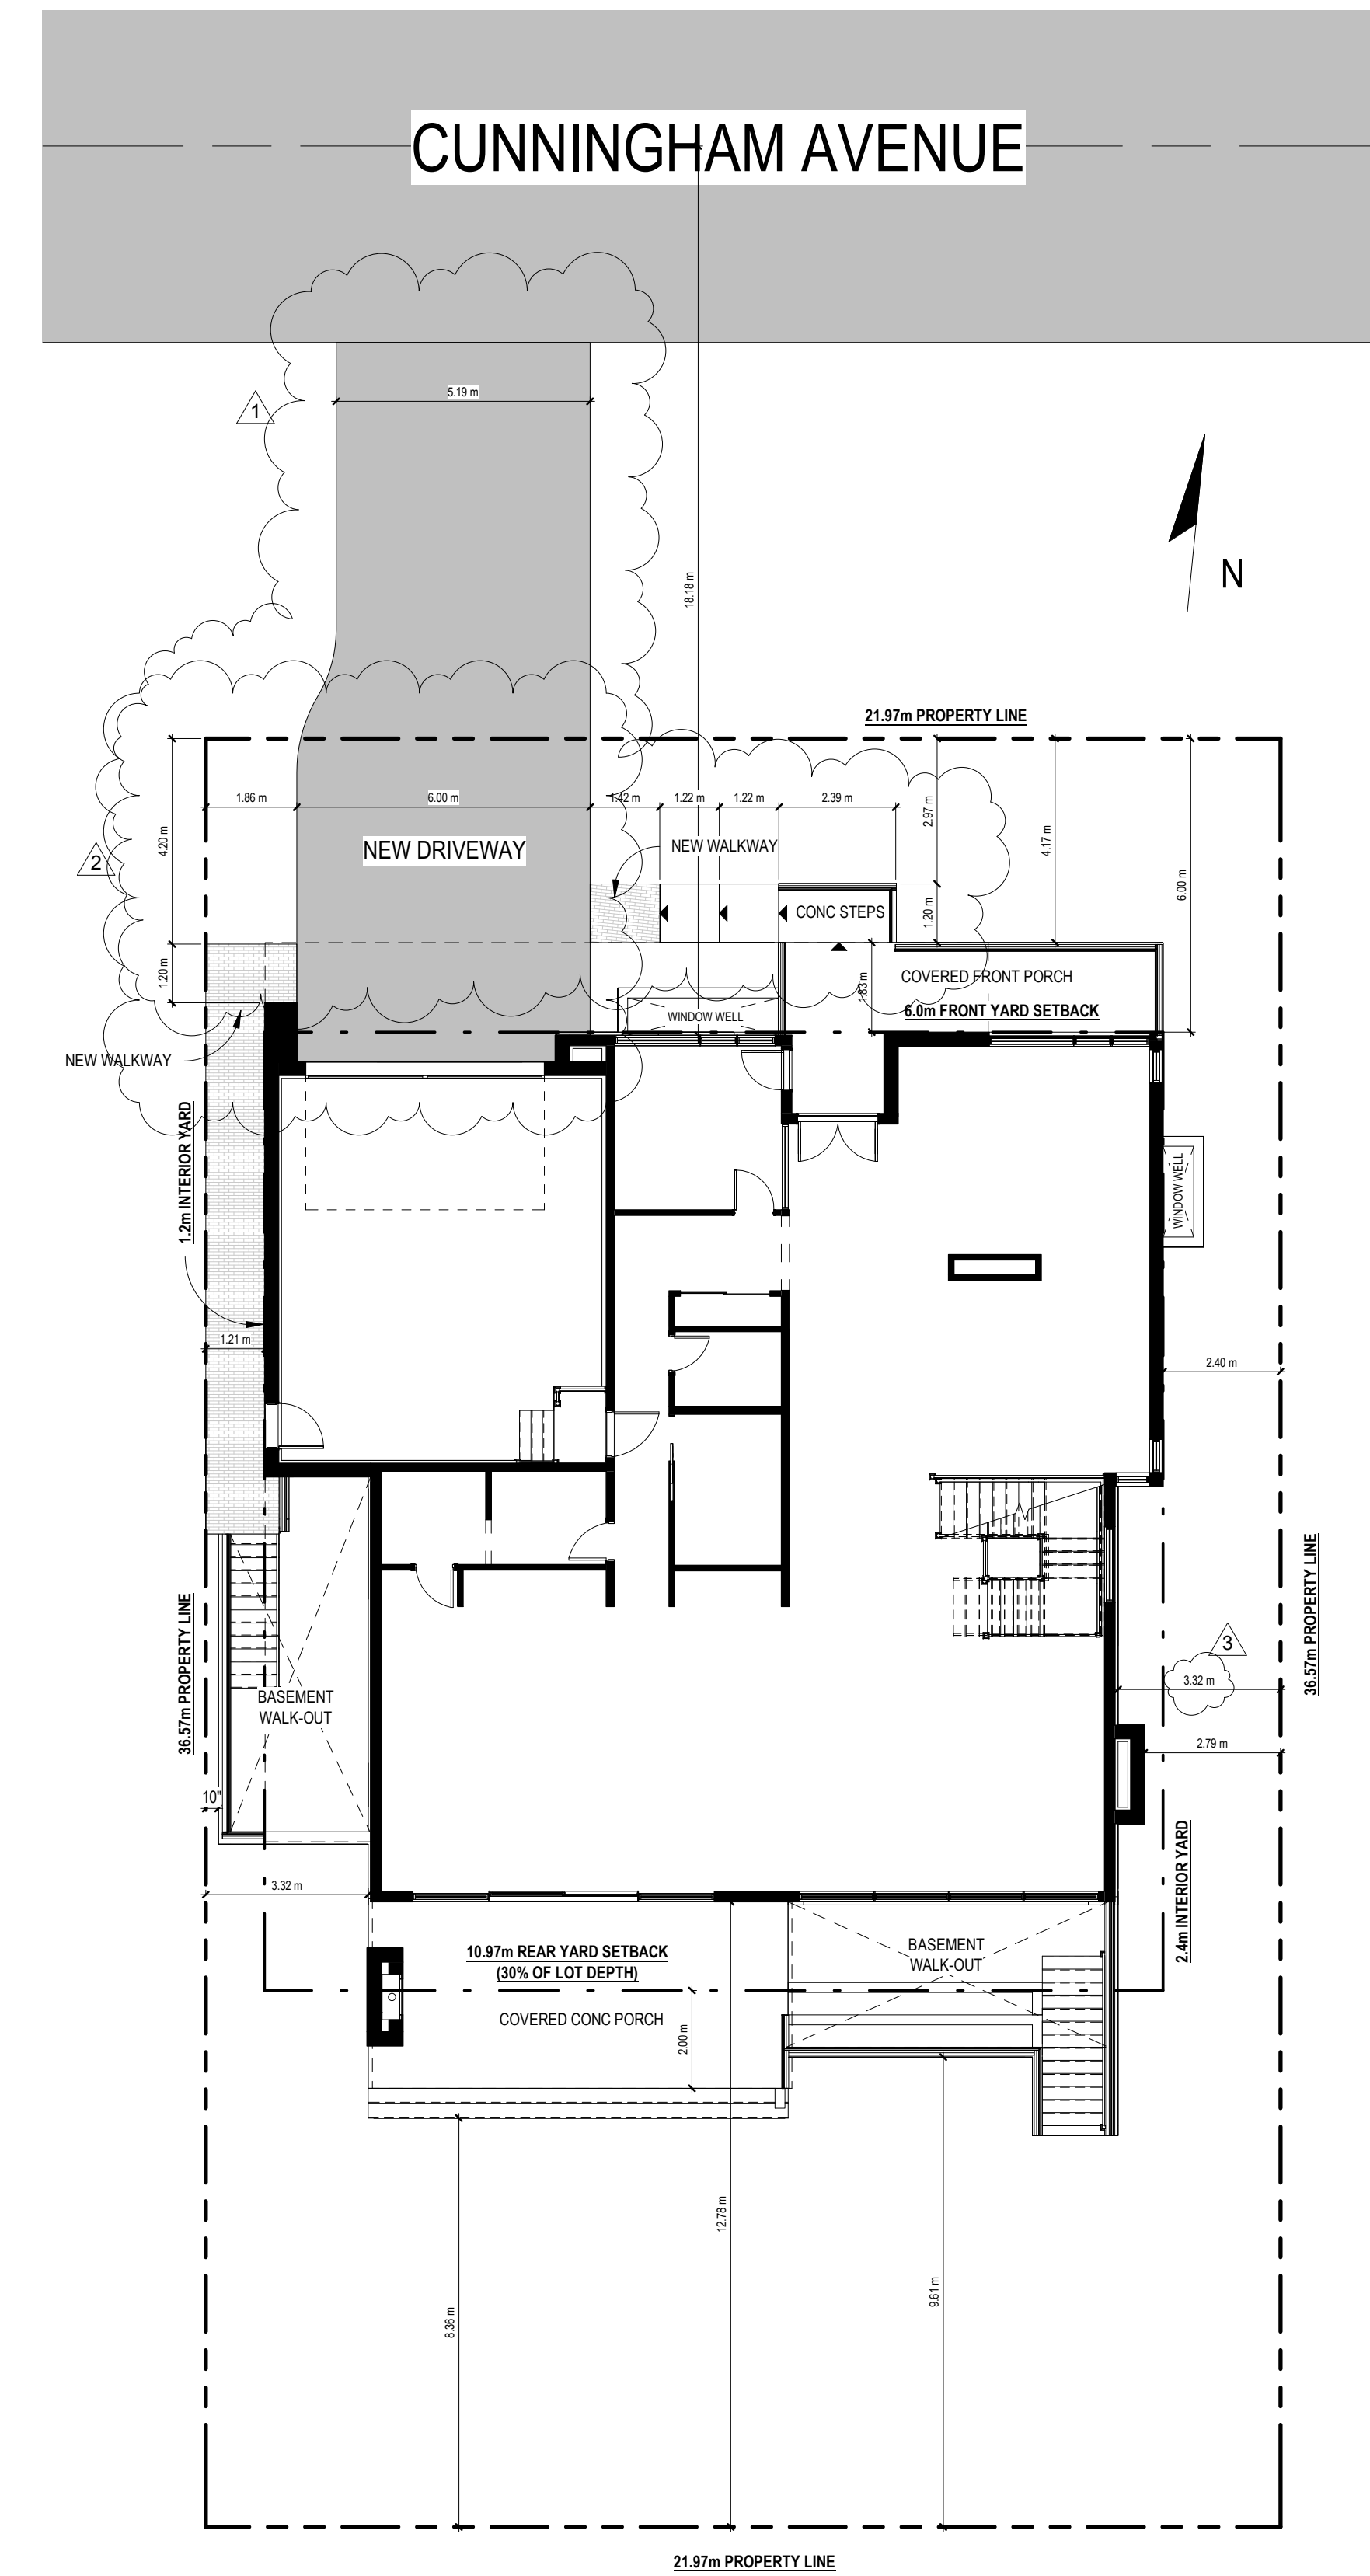 CUNNINGHAM AVENUE
5.19 m
1
18.18 m
N
21.97m PROPERTY LINE
1.86 m
6.00 m
1.42 m
1.22 m
1.22 m
2.39 m
2.97 m
4.17 m
6.00 m
4.20 m
2
NEW DRIVEWAY
NEW WALKWAY
CONC STEPS
1.20 m
1.20 m
1.83 m
COVERED FRONT PORCH
6.0m FRONT YARD SETBACK
WINDOW WELL
NEW WALKWAY
1.2m INTERIOR YARD
WINDOW WELL
1.21 m
2.40 m
36.57m PROPERTY LINE
36.57m PROPERTY LINE
3
3.32 m
BASEMENT
WALK-OUT
2.79 m
10"
2.4m INTERIOR YARD
3.32 m
10.97m REAR YARD SETBACK
(30% OF LOT DEPTH)
BASEMENT
WALK-OUT
COVERED CONC PORCH
2.00 m
12.78 m
9.61 m
8.36 m
21.97m PROPERTY LINE